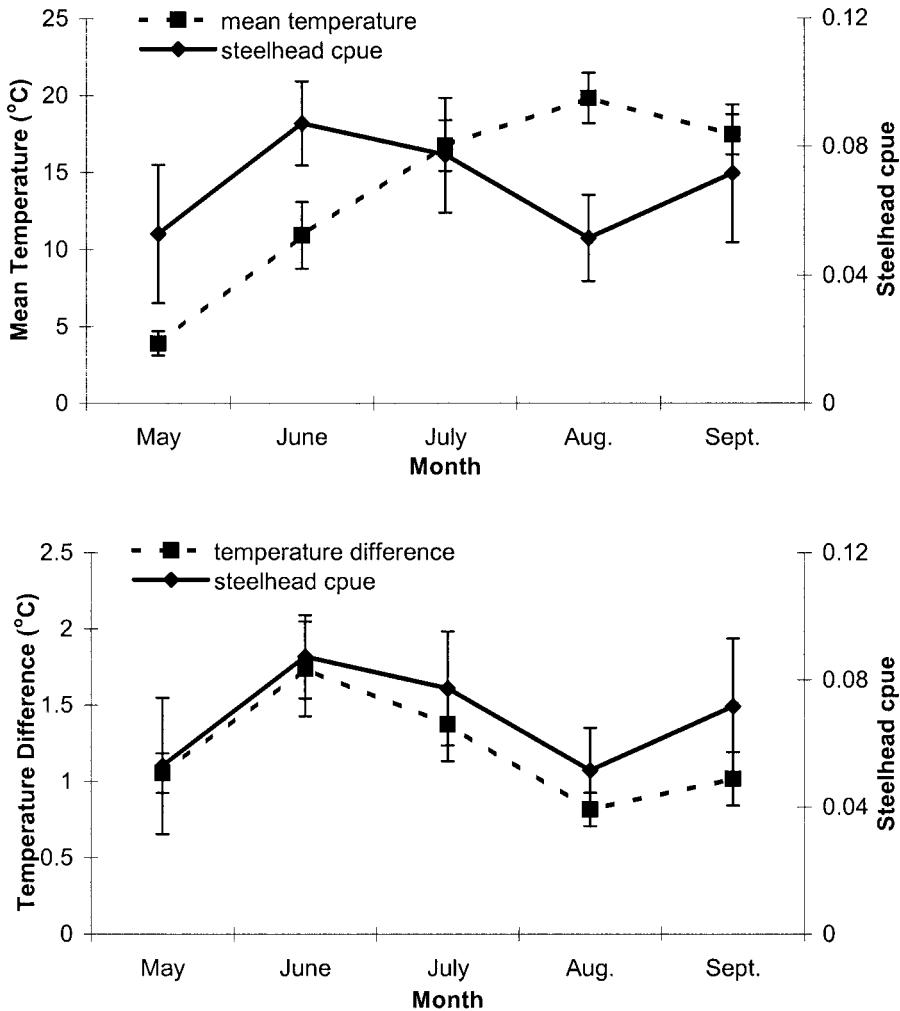 mean temperature
steelhead cpue
25
20
15
10
5
0
Mean Temperature (°C)
0.12
0.08
0.04
0
Steelhead cpue
May June July Aug. Sept.
Month
temperature difference
steelhead cpue
2.5
2
1.5
1
0.5
0
Temperature Difference (°C)
0.12
0.08
0.04
0
Steelhead cpue
May June July Aug. Sept.
Month